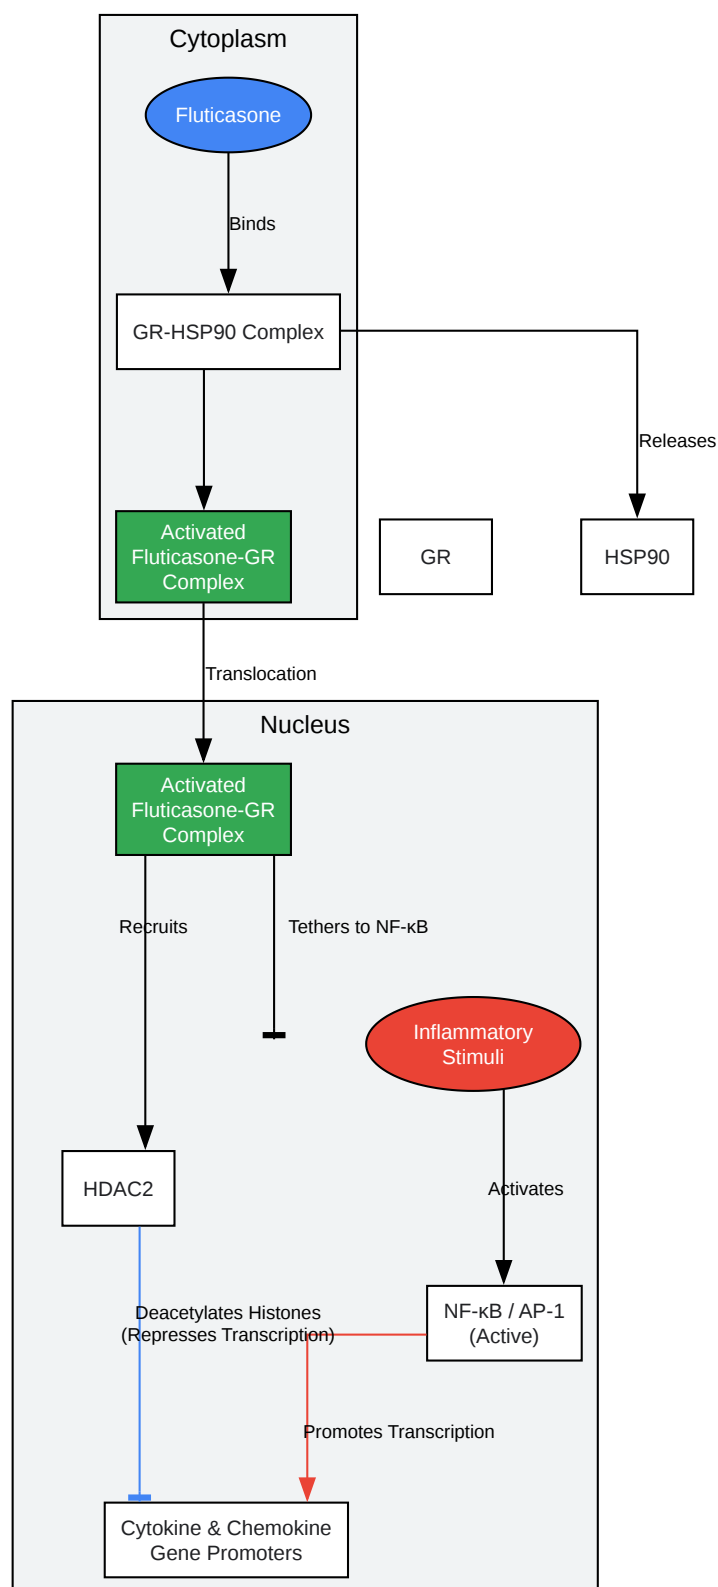 Cytoplasm
Fluticasone
Binds
GR-HSP90 Complex
Releases
Activated
Fluticasone-GR
Complex
GR
HSP90
Translocation
Nucleus
Activated
Fluticasone-GR
Complex
Recruits
Tethers to NF-κB
Inflammatory
Stimuli
HDAC2
Activates
Deacetylates Histones
(Represses Transcription)
NF-κB / AP-1
(Active)
Promotes Transcription
Cytokine & Chemokine
Gene Promoters